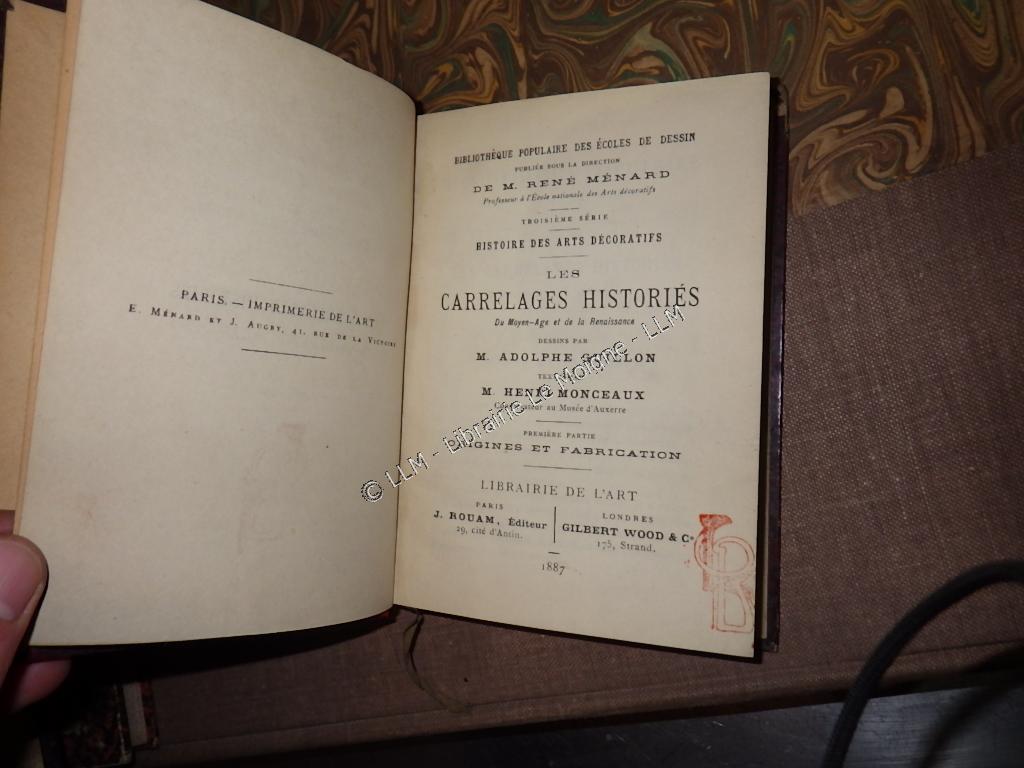 PARIS. — IMPRIMERIE DE L'ART
E. MÉNARD ET J. AUGRY, 41, RUE DE LA VICTOIRE
BIBLIOTHÈQUE POPULAIRE DES ÉCOLES DE DESSIN
PUBLIÉE SOUS LA DIRECTION
DE M. RENÉ MÉNARD
Professeur à l'École nationale des Arts décoratifs
TROISIÈME SÉRIE
HISTOIRE DES ARTS DÉCORATIFS
LES
CARRELAGES HISTORIÉS
Du Moyen-Age et de la Renaissance
DESSINS PAR
M. ADOLPHE
M. HENRI MONCEAUX
Conservateur au Musée d'Auxerre
PREMIÈRE PARTIE
ORIGINES ET FABRICATION
LIBRAIRIE DE L'ART
PARIS
J. ROUAM, Éditeur
29, cité d'Antin.
LONDRES
GILBERT WOOD & Co
175, Strand.
1887
© LLM - Librairie Le Moigne - LLM